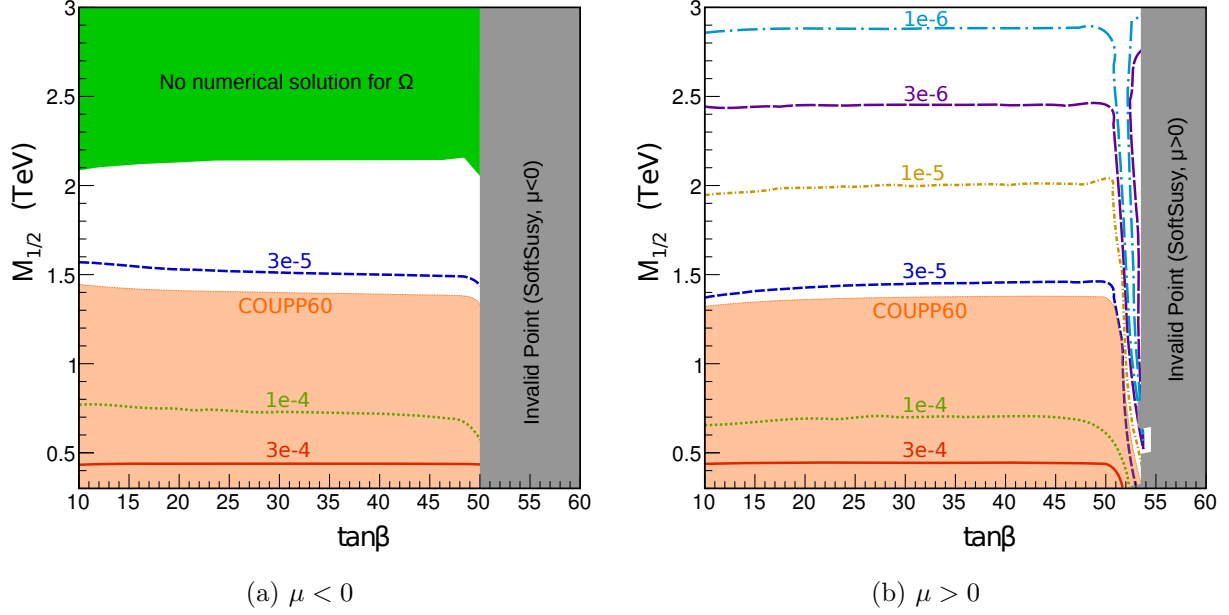 3
2.5
2
1.5
1
0.5
M1/2 (TeV)
No numerical solution for Ω
3e-5
COUPP60
1e-4
3e-4
Invalid Point (SoftSusy, μ<0)
10 15 20 25 30 35 40 45 50 55 60
tanβ
(a) μ < 0
3
2.5
2
1.5
1
0.5
M1/2 (TeV)
1e-6
3e-6
1e-5
3e-5
COUPP60
1e-4
3e-4
Invalid Point (SoftSusy, μ>0)
10 15 20 25 30 35 40 45 50 55 60
tanβ
(b) μ > 0